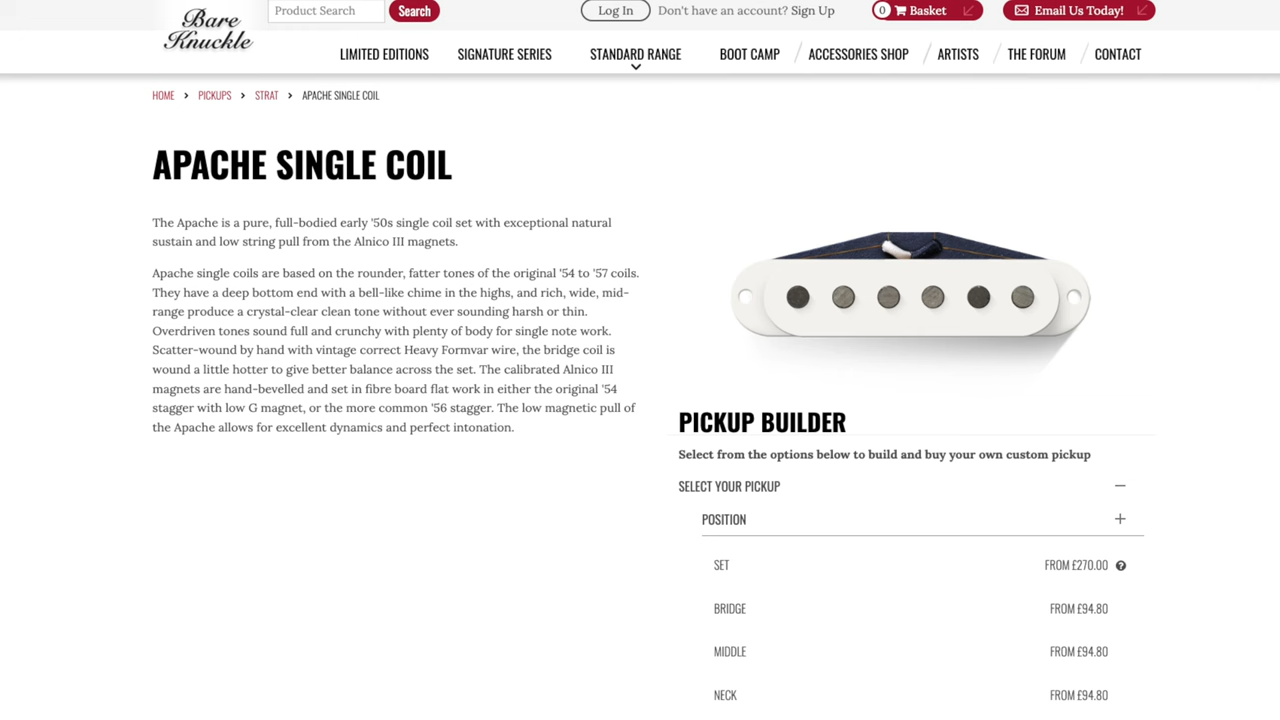 Bare
Knuckle
Product Search
Search
Log In
Don't have an account? Sign Up
0 Basket
Email Us Today!
LIMITED EDITIONS
SIGNATURE SERIES
STANDARD RANGE
BOOT CAMP
ACCESSORIES SHOP
ARTISTS
THE FORUM
CONTACT
HOME > PICKUPS > STRAT > APACHE SINGLE COIL
APACHE SINGLE COIL
The Apache is a pure, full-bodied early '50s single coil set with exceptional natural
sustain and low string pull from the Alnico III magnets.
Apache single coils are based on the rounder, fatter tones of the original '54 to '57 coils.
They have a deep bottom end with a bell-like chime in the highs, and rich, wide, mid-
range produce a crystal-clear clean tone without ever sounding harsh or thin.
Overdriven tones sound full and crunchy with plenty of body for single note work.
Scatter-wound by hand with vintage correct Heavy Formvar wire, the bridge coil is
wound a little hotter to give better balance across the set. The calibrated Alnico III
magnets are hand-bevelled and set in fibre board flat work in either the original '54
stagger with low G magnet, or the more common '56 stagger. The low magnetic pull of
the Apache allows for excellent dynamics and perfect intonation.
PICKUP BUILDER
Select from the options below to build and buy your own custom pickup
SELECT YOUR PICKUP −
POSITION +
SET FROM £270.00 ?
BRIDGE FROM £94.80
MIDDLE FROM £94.80
NECK FROM £94.80